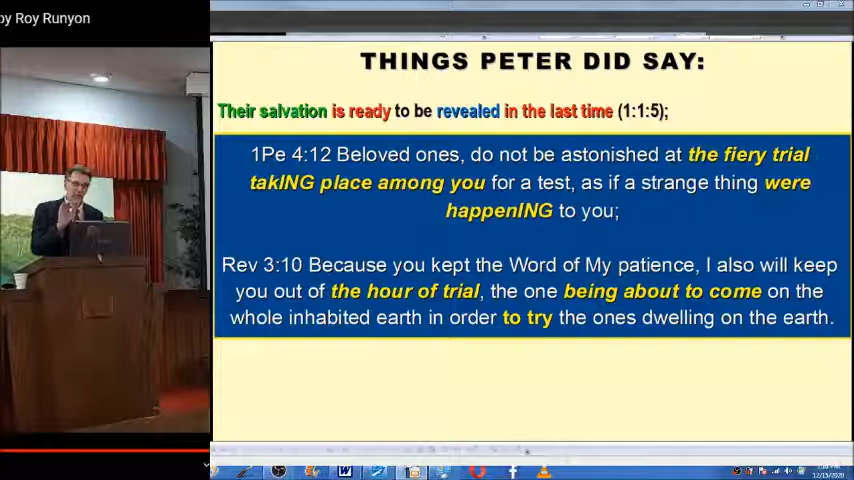 by Roy Runyon
THINGS PETER DID SAY:
Their salvation is ready to be revealed in the last time (1:1:5);
1Pe 4:12 Beloved ones, do not be astonished at the fiery trial
takING place among you for a test, as if a strange thing were
happenING to you;
Rev 3:10 Because you kept the Word of My patience, I also will keep
you out of the hour of trial, the one being about to come on the
whole inhabited earth in order to try the ones dwelling on the earth.